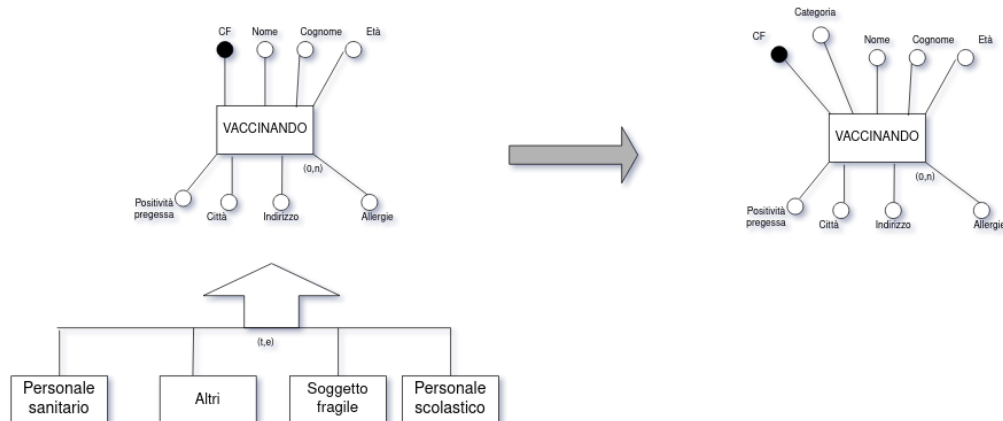 CF
Nome
Cognome
Età
VACCINANDO
(0,n)
Positività
pregessa
Città
Indirizzo
Allergie
(t,e)
Personale
sanitario
Altri
Soggetto
fragile
Personale
scolastico
Categoria
CF
Nome
Cognome
Età
VACCINANDO
(0,n)
Positività
pregessa
Città
Indirizzo
Allergie